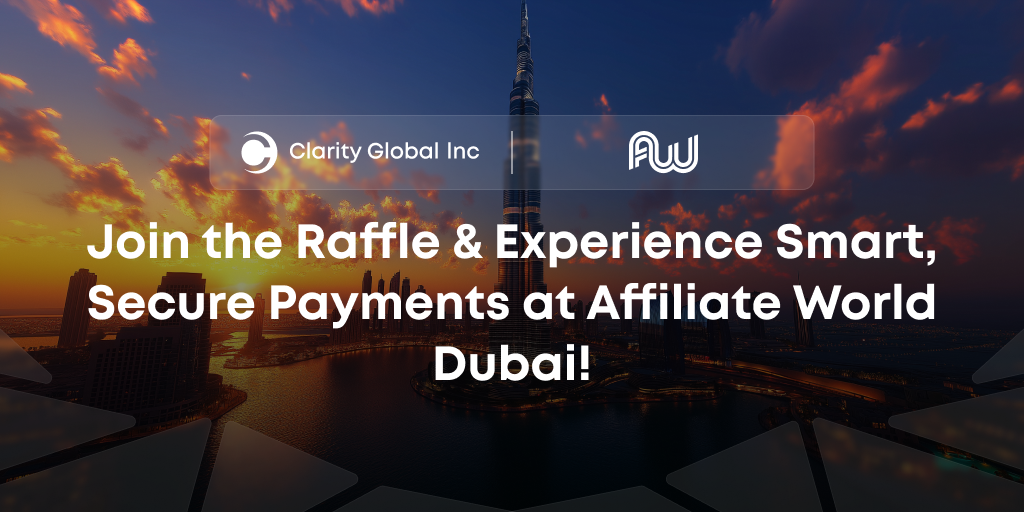 Clarity Global Inc
AW
Join the Raffle & Experience Smart,
Secure Payments at Affiliate World
Dubai!